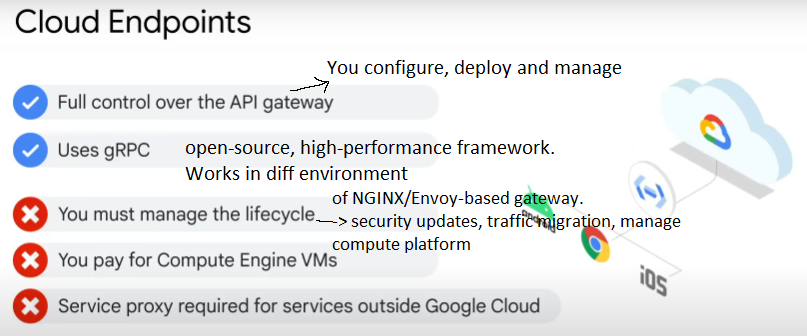 Cloud Endpoints
You configure, deploy and manage
Full control over the API gateway
Uses gRPC
open-source, high-performance framework.
Works in diff environment
of NGINX/Envoy-based gateway.
You must manage the lifecycle
-> security updates, traffic migration, manage
compute platform
android
You pay for Compute Engine VMs
iOS
Service proxy required for services outside Google Cloud